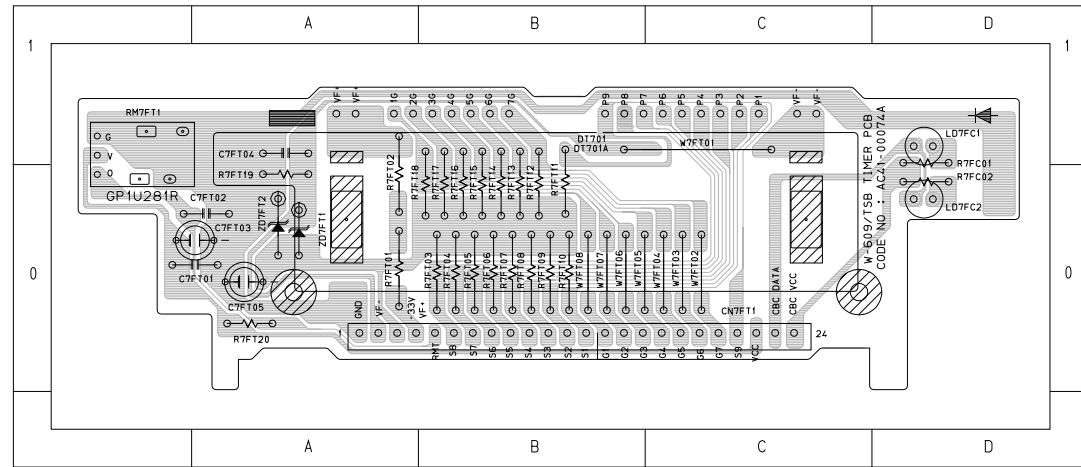 A B C D
1 1
VF+ VF+ 1G 2G 3G 4G 5G 6G 7G P9 P8 P7 P6 P5 P4 P3 P2 P1 VF- VF-
RM7FT1
G
V
O
GP1U281R
C7FT04
R7FT19
C7FT02
C7FT03
C7FT01
C7FT05
R7FT20
ZD7FT2
ZD7FT1
R7FT02
R7FT01
R7FT18
R7FT17
R7FT16
R7FT15
R7FT14
R7FT13
R7FT12
R7FT11
DT701
DT701A
W7FT01
R7FT03
R7FT04
R7FT05
R7FT06
R7FT07
R7FT08
R7FT09
R7FT10
W7FT08
W7FT07
W7FT06
W7FT05
W7FT04
W7FT03
W7FT02
CN7FT1
W-609/TSB TIMER PCB
CODE NO : AC41-00074A
LD7FC1
R7FC01
R7FC02
LD7FC2
0 0
1 GND VF- -33V VF+ RMT S8 S7 S6 S5 S4 S3 S2 S1 G1 G2 G3 G4 G5 G6 G7 S9 VCC CBC DATA CBC VCC 24
A B C D